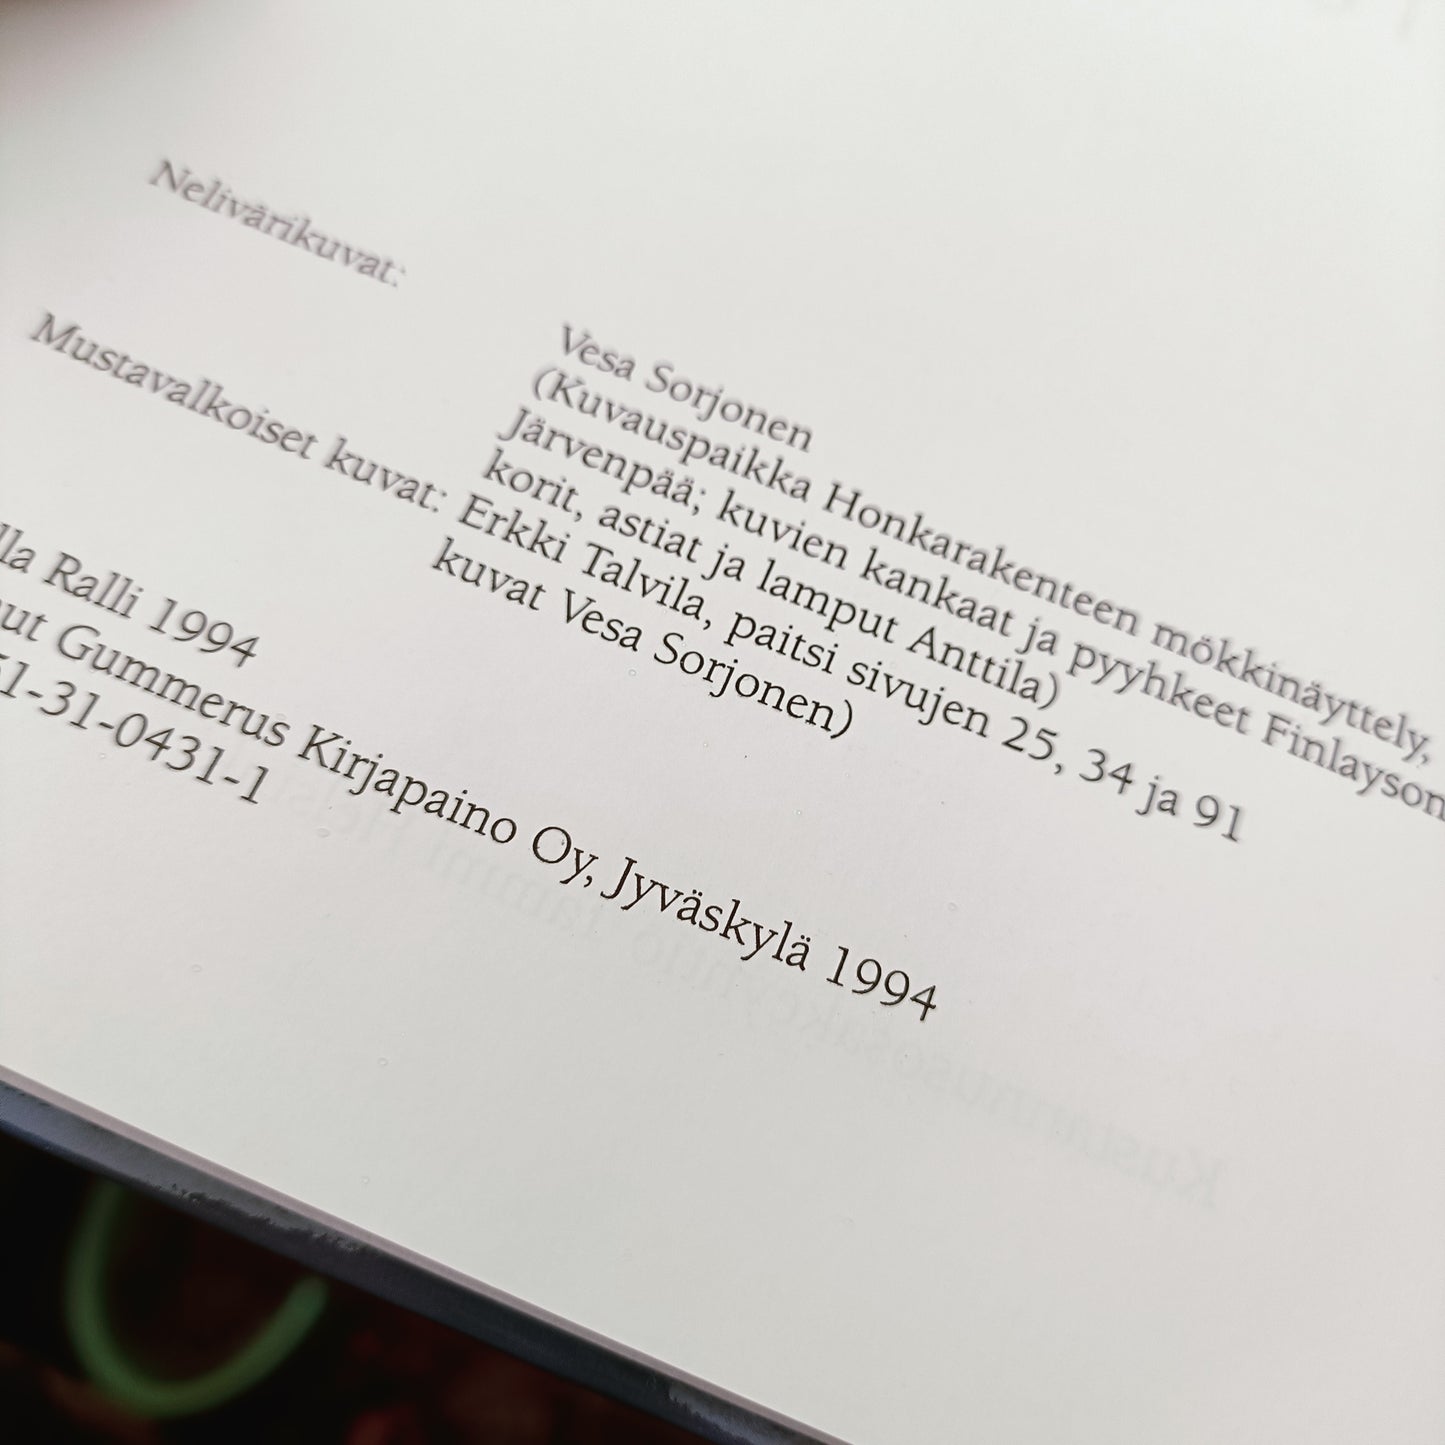 Nelivärikuvat:
Vesa Sorjonen
(Kuvauspaikka Honkarakenteen mökkinäyttely,
Järvenpää; kuvien kankaat ja pyyhkeet Finlayson
korit, astiat ja lamput Anttila)
Mustavalkoiset kuvat: Erkki Talvila, paitsi sivujen 25, 34 ja 91
kuvat Vesa Sorjonen)
lla Ralli 1994
ut Gummerus Kirjapaino Oy, Jyväskylä 1994
51-31-0431-1